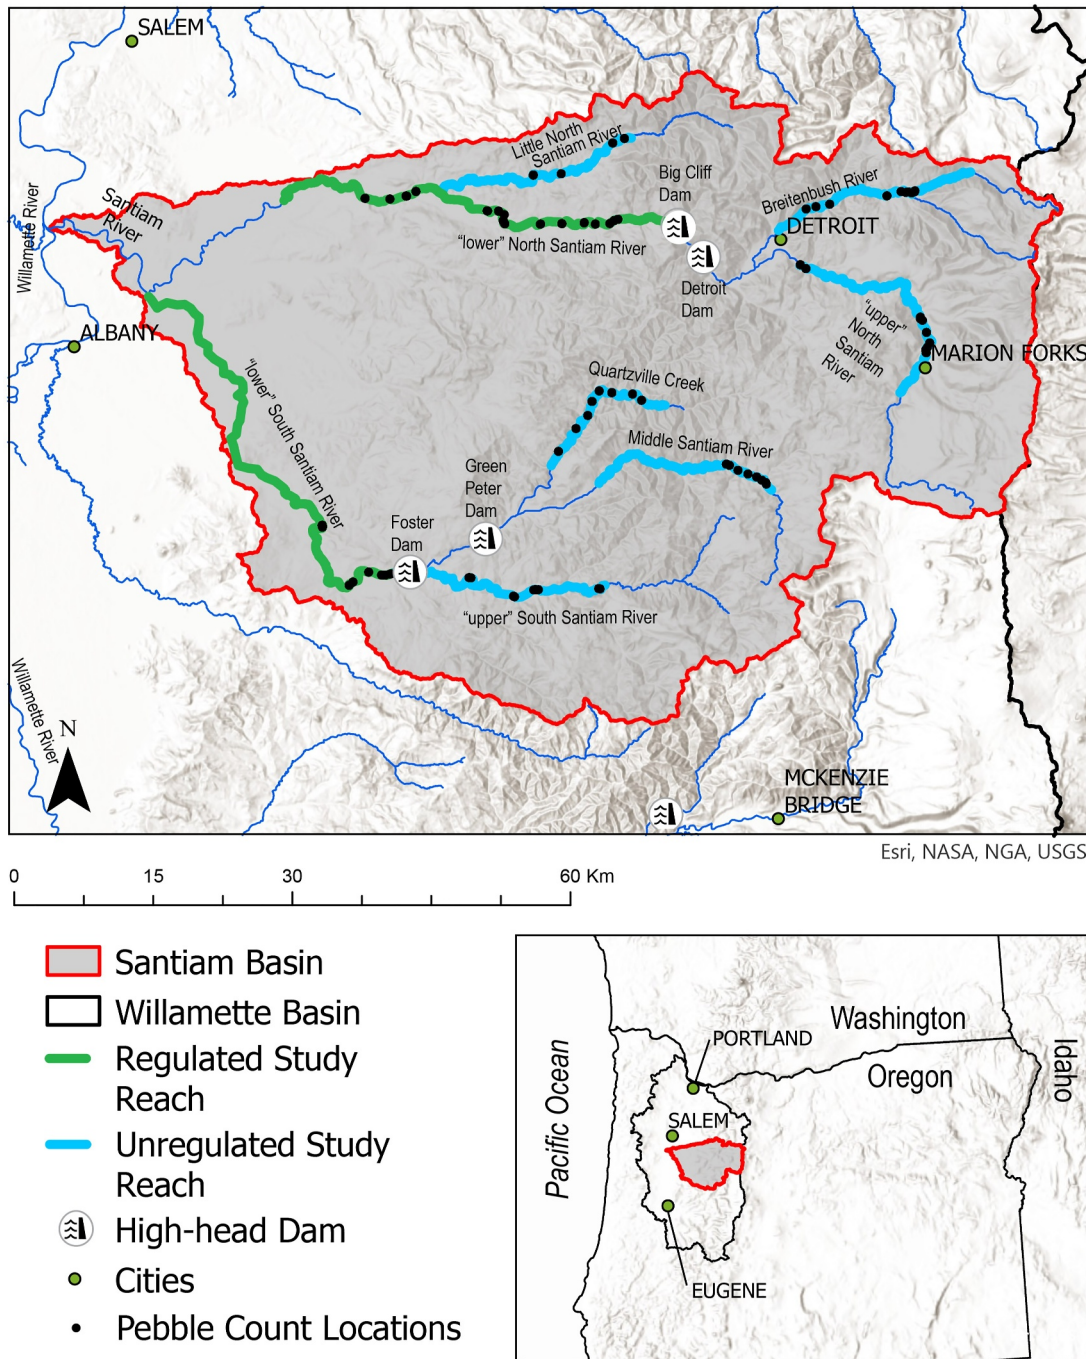 SALEM
Little North
Santiam River
Big Cliff
Dam
Breitenbush River
Santiam
River
Willamette River
DETROIT
"lower" North Santiam River
Detroit
Dam
"upper"
North
Santiam
River
ALBANY
MARION FORKS
"lower" South Santiam River
Quartzville Creek
Middle Santiam River
Green
Peter
Dam
Foster
Dam
"upper" South Santiam River
Willamette River
N
MCKENZIE
BRIDGE
Esri, NASA, NGA, USGS
0 15 30 60 Km
Santiam Basin
Willamette Basin
Regulated Study
Reach
Unregulated Study
Reach
High-head Dam
Cities
Pebble Count Locations
Pacific Ocean
Washington
PORTLAND
Oregon
Idaho
SALEM
EUGENE